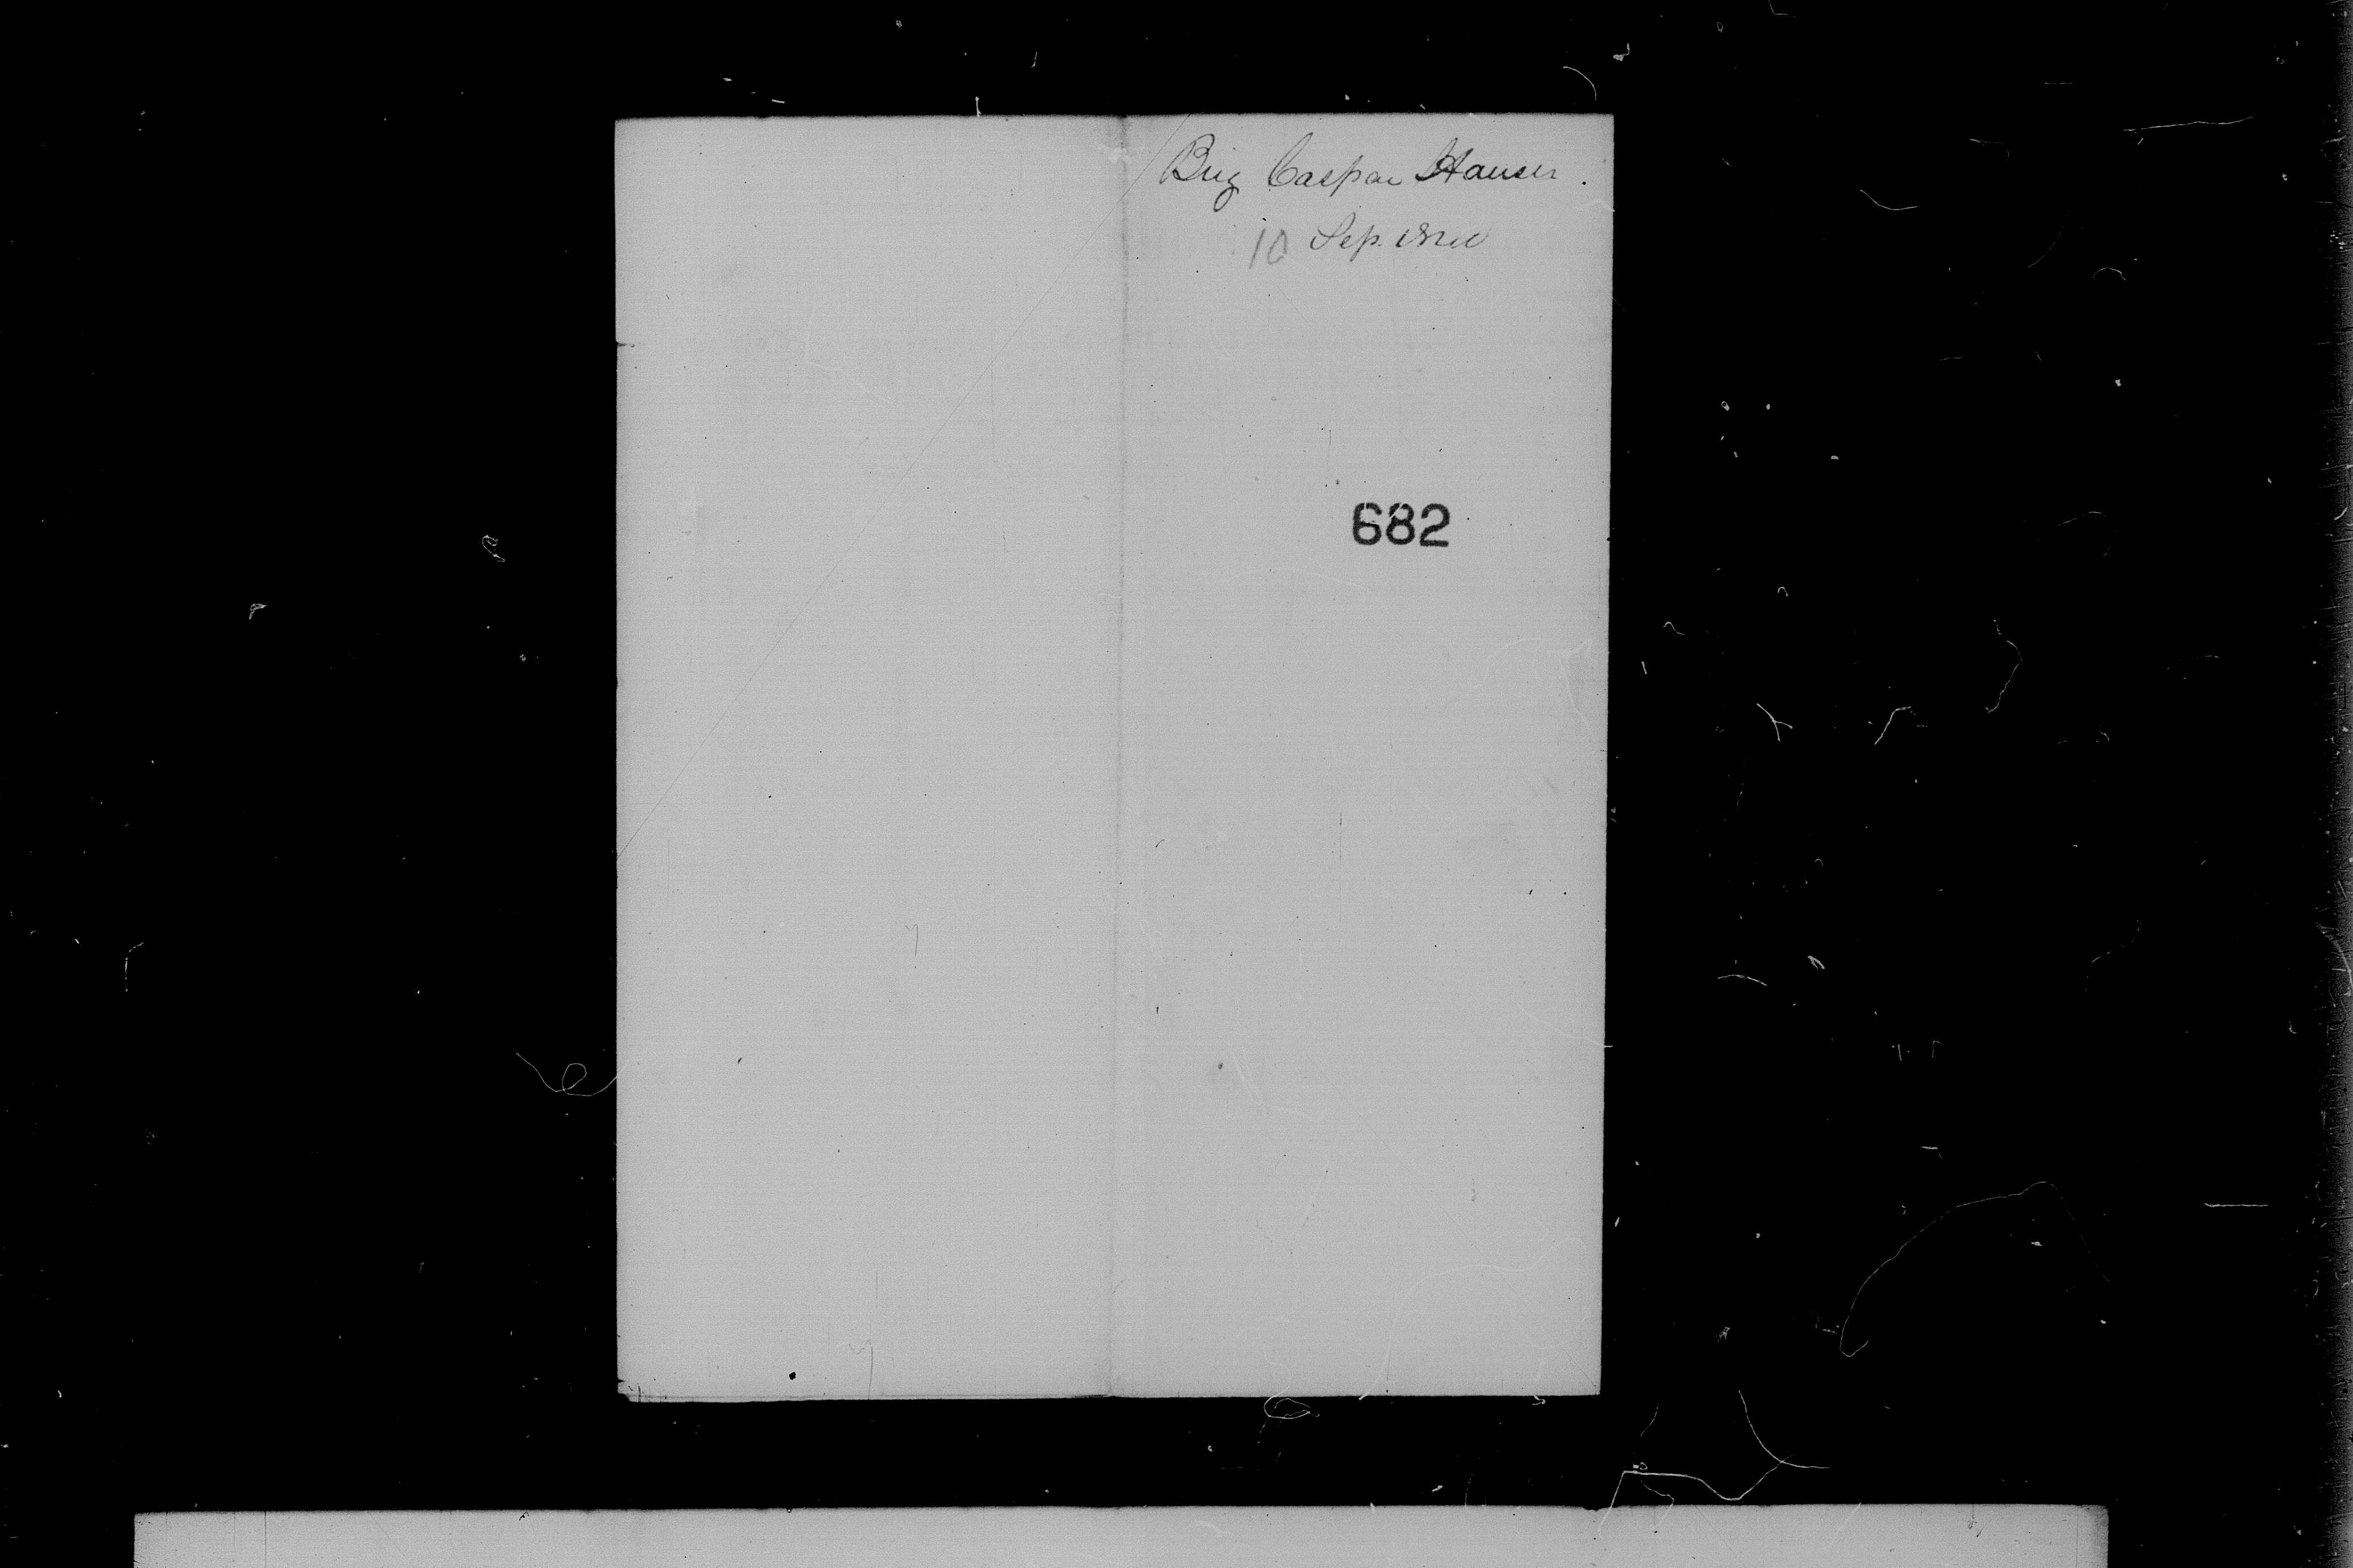 Brig Caspar Hauser.
10 Sep.
682